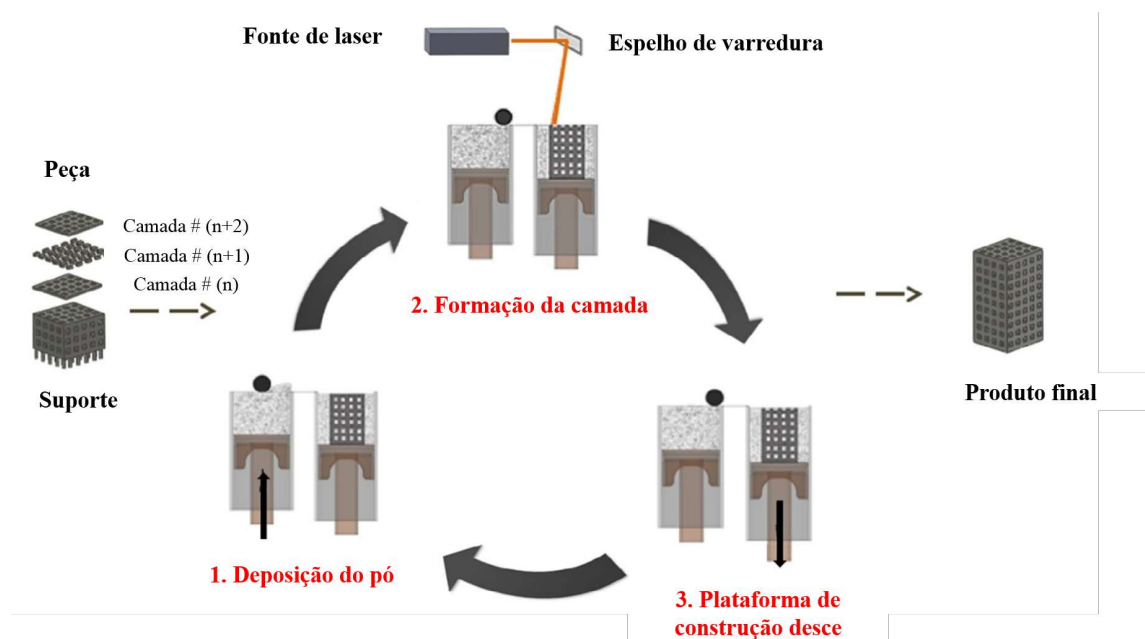 Fonte de laser
Espelho de varredura
Peça
Camada # (n+2)
Camada # (n+1)
Camada # (n)
Suporte
2. Formação da camada
Produto final
1. Deposição do pó
3. Plataforma de
construção desce